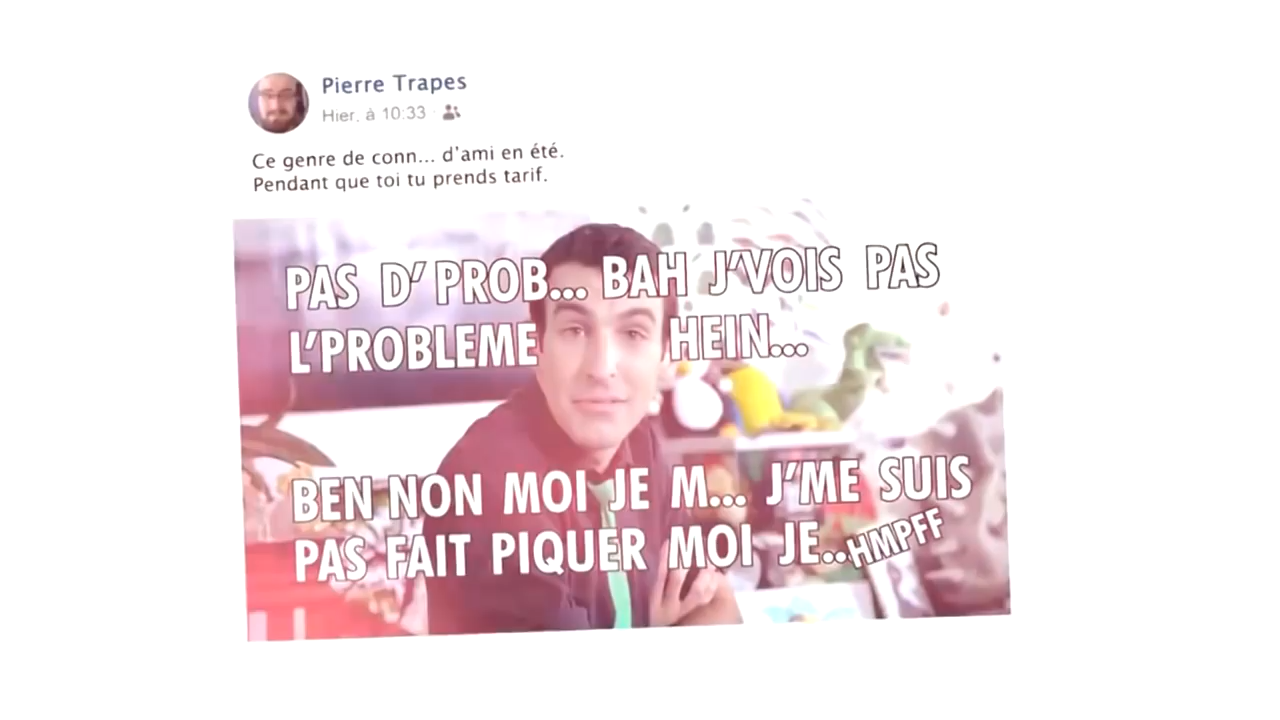 Pierre Trapes
Hier, à 10:33
Ce genre de conn... d'ami en été.
Pendant que toi tu prends tarif.
PAS D'PROB... BAH J'VOIS PAS
L'PROBLEME HEIN...
BEN NON MOI JE M... J'ME SUIS
PAS FAIT PIQUER MOI JE..HMPFF